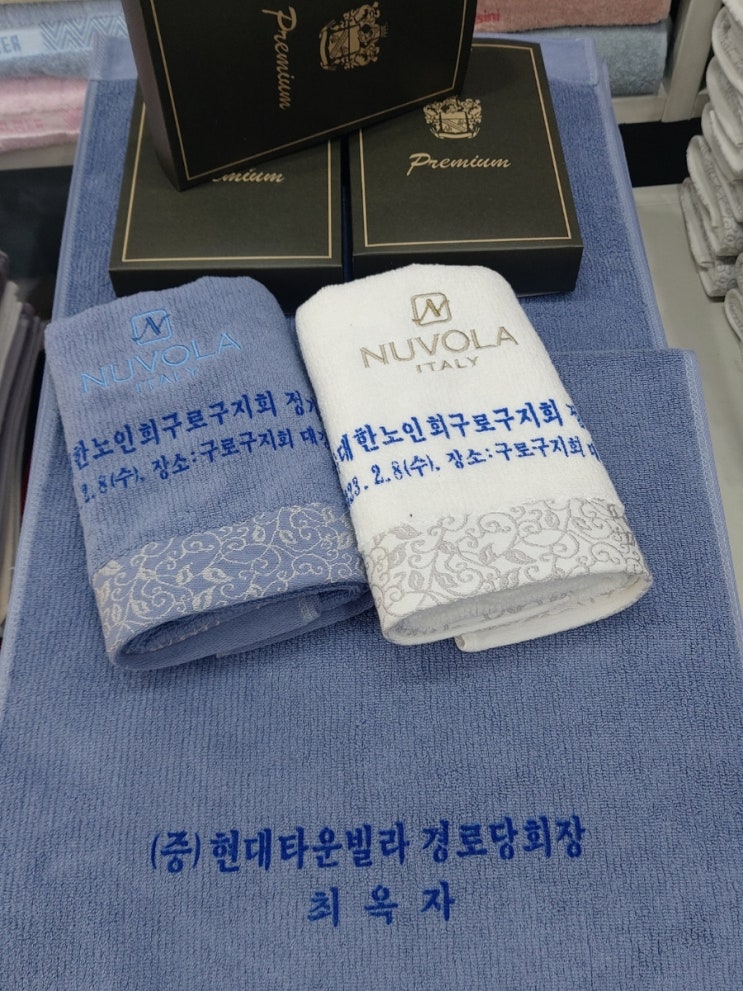 Premium
Premium
NUVOLA
ITALY
한노인회구로구지회
2.8(수). 장소:구로구지회
NUVOLA
ITALY
대한노인회구로구지회
23. 2.8(수). 장소:구로구지회
(증) 현대타운빌라 경로당회장
최 옥 자